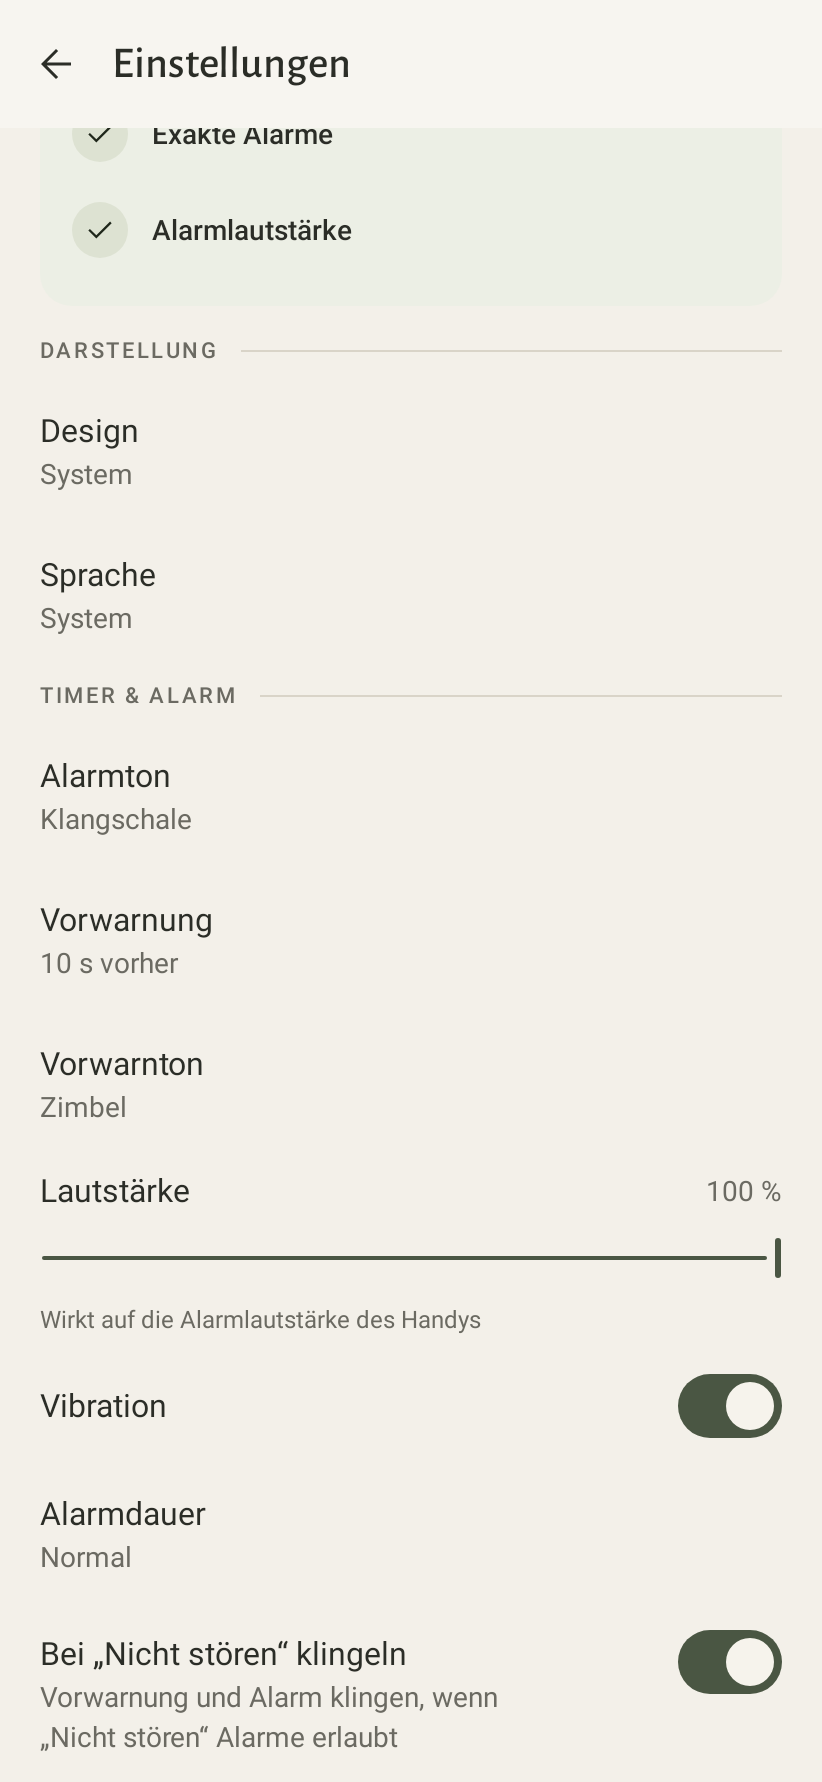 Einstellungen
Exakte Alarme
Alarmlautstärke
DARSTELLUNG
Design
System
Sprache
System
TIMER & ALARM
Alarmton
Klangschale
Vorwarnung
10 s vorher
Vorwarnton
Zimbel
Lautstärke 100 %
Wirkt auf die Alarmlautstärke des Handys
Vibration
Alarmdauer
Normal
Bei „Nicht stören“ klingeln
Vorwarnung und Alarm klingen, wenn
„Nicht stören“ Alarme erlaubt